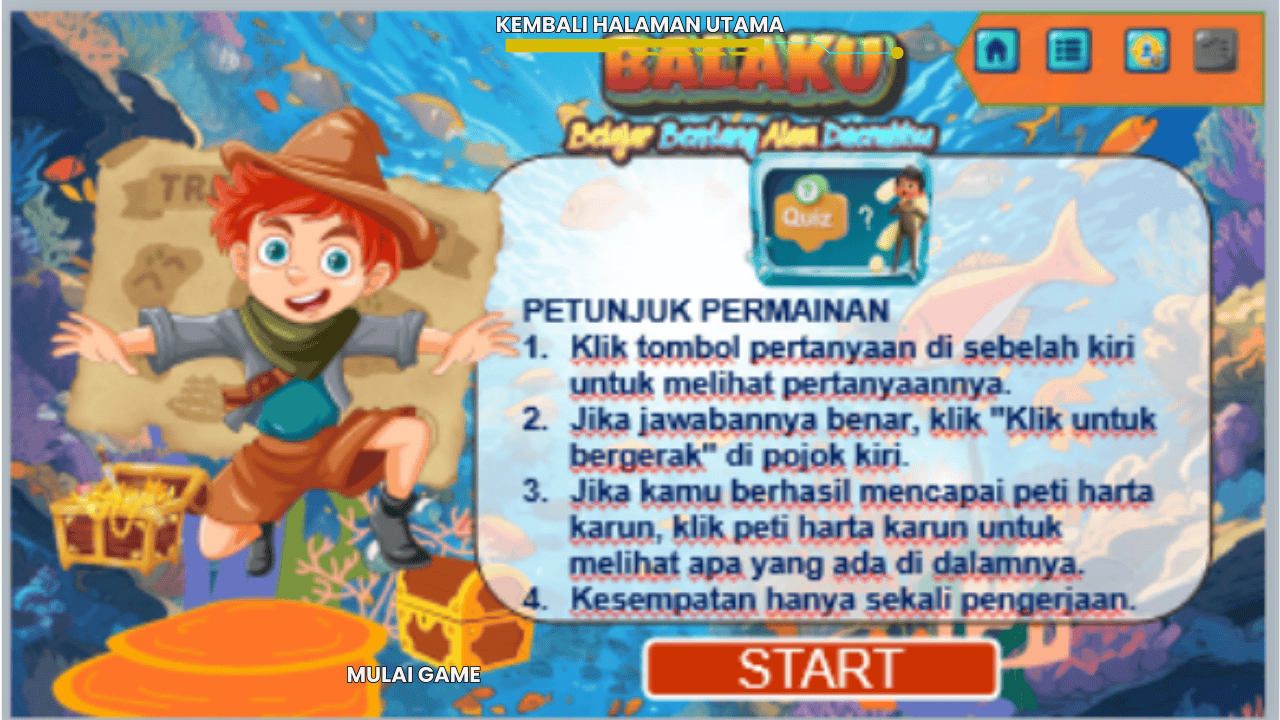 KEMBALI HALAMAN UTAMA
BALAKU
Belajar Bentang Alam Daerahku
Quiz
?
PETUNJUK PERMAINAN
1. Klik tombol pertanyaan di sebelah kiri
untuk melihat pertanyaannya.
2. Jika jawabannya benar, klik "Klik untuk
bergerak" di pojok kiri.
3. Jika kamu berhasil mencapai peti harta
karun, klik peti harta karun untuk
melihat apa yang ada di dalamnya.
4. Kesempatan hanya sekali pengerjaan.
START
MULAI GAME